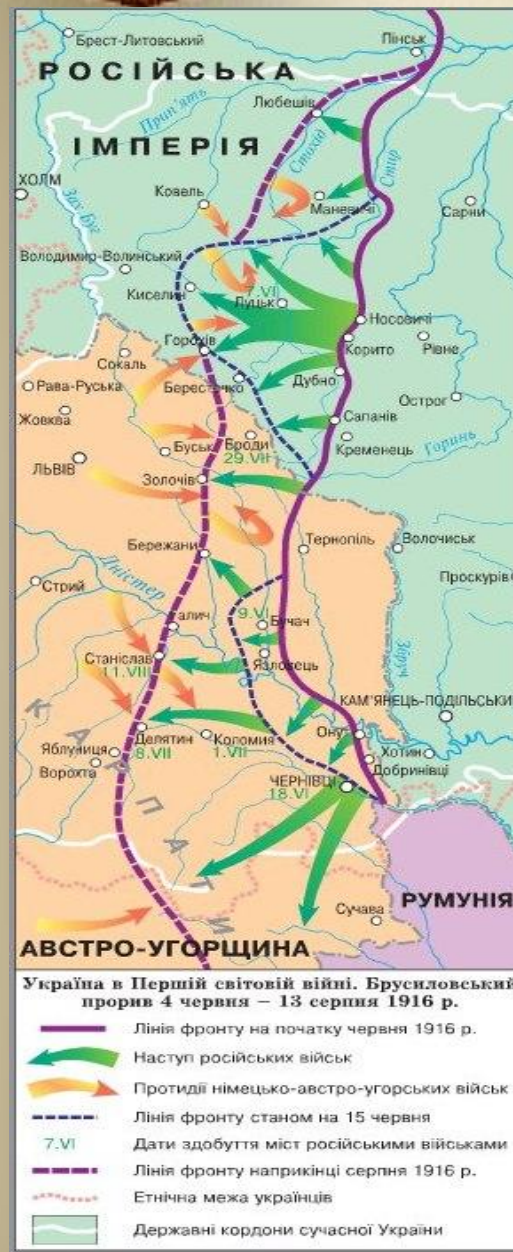 Брест-Литовський
Пінськ
РОСІЙСЬКА
Любешів
Прип'ять
Стохід
ІМПЕРІЯ
Стир
ХОЛМ
Зах. Буг
Ковель
Маневичі
Сарни
Володимир-Волинський
7.VI
Киселин
Луцьк
Носовичі
Горохів
Корито
Рівне
Сокаль
Берестечко
Дубно
Рава-Руська
Острог
Сапанів
Жовква
Броди
Кременець
Горинь
Буськ
29.VII
ЛЬВІВ
Золочів
Тернопіль
Волочиськ
Бережани
Дністер
Проскурів
Стрий
9.VI
Бучач
алич
Збруч
Станіслав
Язловець
11.VIII
КАМ'ЯНЕЦЬ-ПОДІЛЬСЬКИЙ
КАРПАТИ
Делятин
Коломия
Ону
Хотин
Яблуниця
8.VII
1.VII
Добринівці
Ворохта
ЧЕРНІВЦІ
18.VI
РУМУНІЯ
Сучава
АВСТРО-УГОРЩИНА
Україна в Першій світовій війні. Брусиловський
прорив 4 червня – 13 серпня 1916 р.
Лінія фронту на початку червня 1916 р.
Наступ російських військ
Протидії німецько-австро-угорських військ
Лінія фронту станом на 15 червня
7.VI Дати здобуття міст російськими військами
Лінія фронту наприкінці серпня 1916 р.
Етнічна межа українців
Державні кордони сучасної України